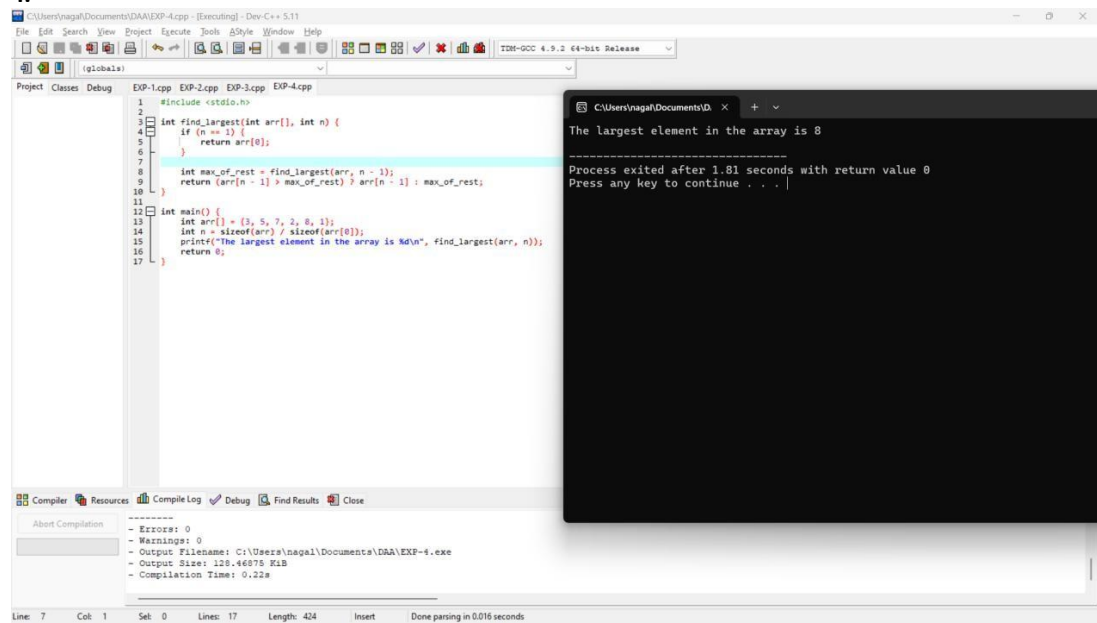 C:\Users\nagal\Documents\DAA\EXP-4.cpp - [Executing] - Dev-C++ 5.11
File Edit Search View Project Execute Tools AStyle Window Help
TDM-GCC 4.9.2 64-bit Release
(globals)
Project Classes Debug
EXP-1.cpp EXP-2.cpp EXP-3.cpp EXP-4.cpp
1 #include <stdio.h>
2
3 int find_largest(int arr[], int n) {
4 if (n == 1) {
5 return arr[0];
6 }
7
8 int max_of_rest = find_largest(arr, n - 1);
9 return (arr[n - 1] > max_of_rest) ? arr[n - 1] : max_of_rest;
10 }
11
12 int main() {
13 int arr[] = {3, 5, 7, 2, 8, 1};
14 int n = sizeof(arr) / sizeof(arr[0]);
15 printf("The largest element in the array is %d\n", find_largest(arr, n));
16 return 0;
17 }
C:\Users\nagal\Documents\D.
The largest element in the array is 8
--------------------------------
Process exited after 1.81 seconds with return value 0
Press any key to continue . . .
Compiler Resources Compile Log Debug Find Results Close
Abort Compilation
--------
- Errors: 0
- Warnings: 0
- Output Filename: C:\Users\nagal\Documents\DAA\EXP-4.exe
- Output Size: 128.46875 KiB
- Compilation Time: 0.22s
Line: 7 Col: 1 Sel: 0 Lines: 17 Length: 424 Insert Done parsing in 0.016 seconds